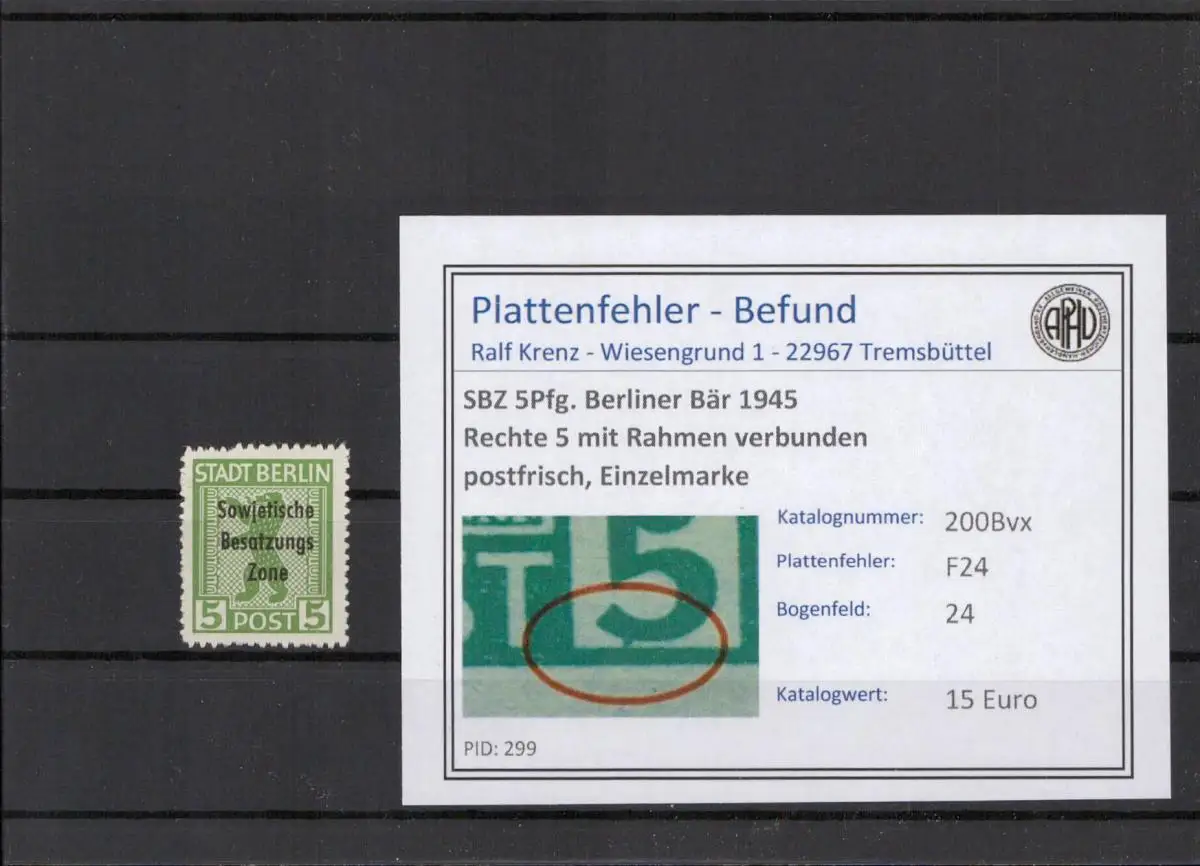 STADT BERLIN
Sowjetische
Besatzungs
Zone
5 POST 5
Plattenfehler - Befund
Ralf Krenz - Wiesengrund 1 - 22967 Tremsbüttel
APHV
SBZ 5Pfg. Berliner Bär 1945
Rechte 5 mit Rahmen verbunden
postfrisch, Einzelmarke
T 5
Katalognummer: 200Bvx
Plattenfehler: F24
Bogenfeld: 24
Katalogwert: 15 Euro
PID: 299